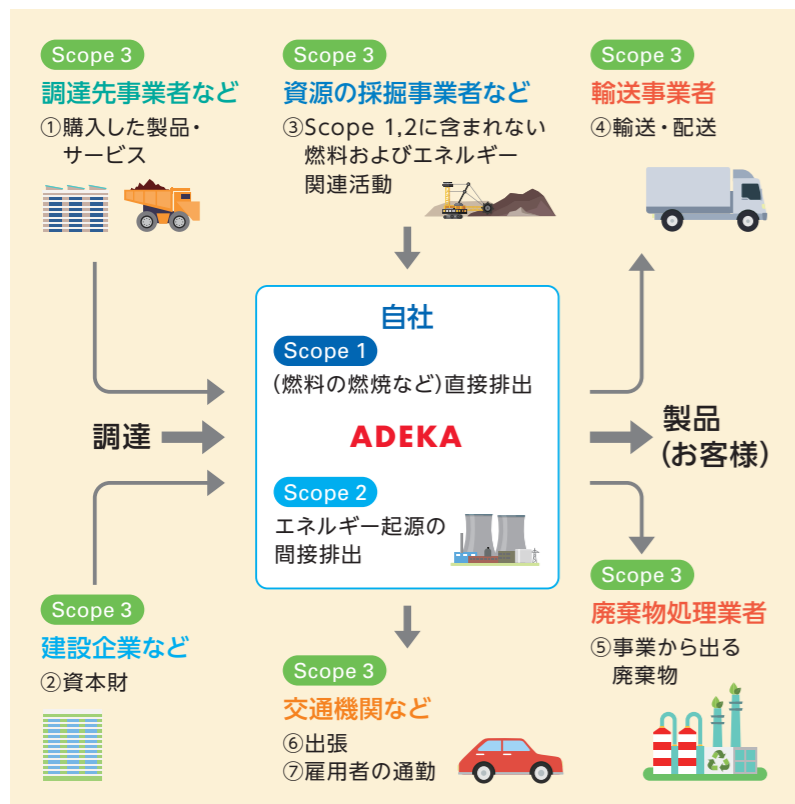 Scope 3
調達先事業者など
①購入した製品・
サービス
Scope 3
資源の採掘事業者など
③Scope 1,2に含まれない
燃料およびエネルギー
関連活動
Scope 3
輸送事業者
④輸送・配送
自社
Scope 1
(燃料の燃焼など)直接排出
調達
ADEKA
製品
(お客様)
Scope 2
エネルギー起源の
間接排出
Scope 3
建設企業など
②資本財
Scope 3
交通機関など
⑥出張
⑦雇用者の通勤
Scope 3
廃棄物処理業者
⑤事業から出る
廃棄物